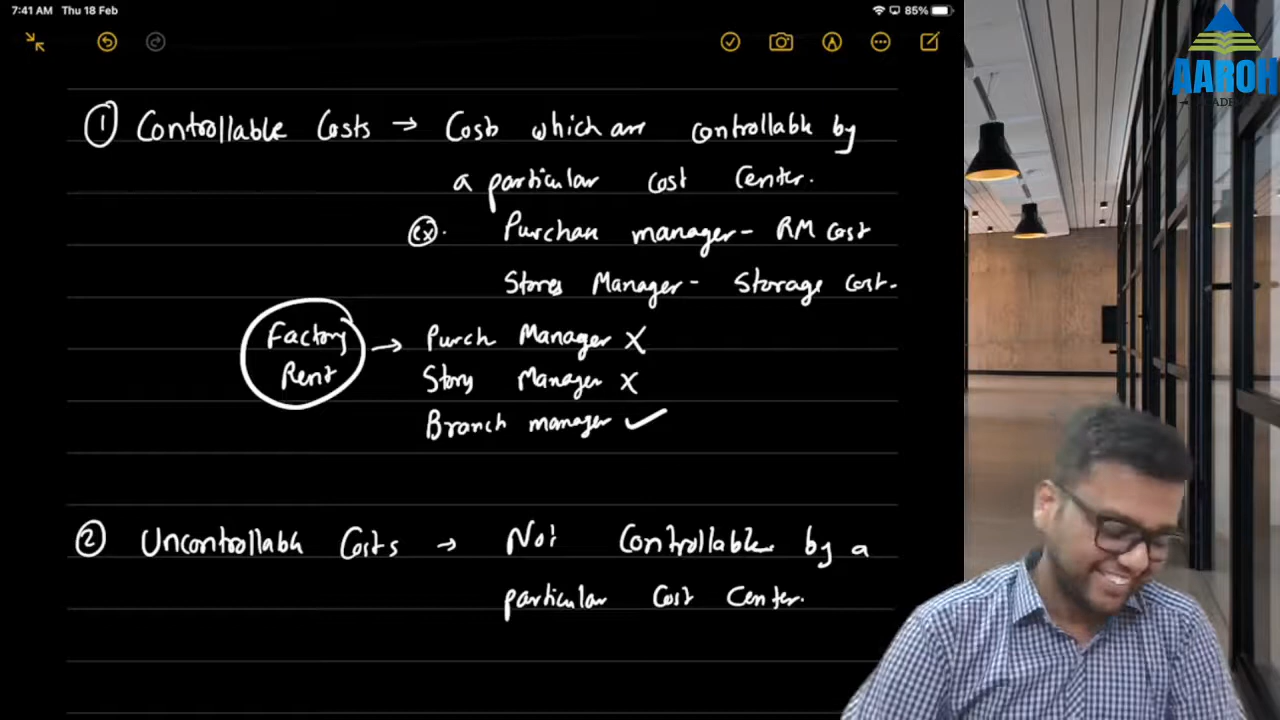 7:41 AM Thu 18 Feb
85%
AAROH
① Controllable Costs → Costs which are controllable by
a particular Cost Center.
ex. Purchase manager - RM Cost
Stores Manager - Storage Cost.
Factory
Rent
→ Purch Manager X
Manager X
Branch manager ✓
② Uncontrollable Costs → Not Controllable by a
particular Cost Center.